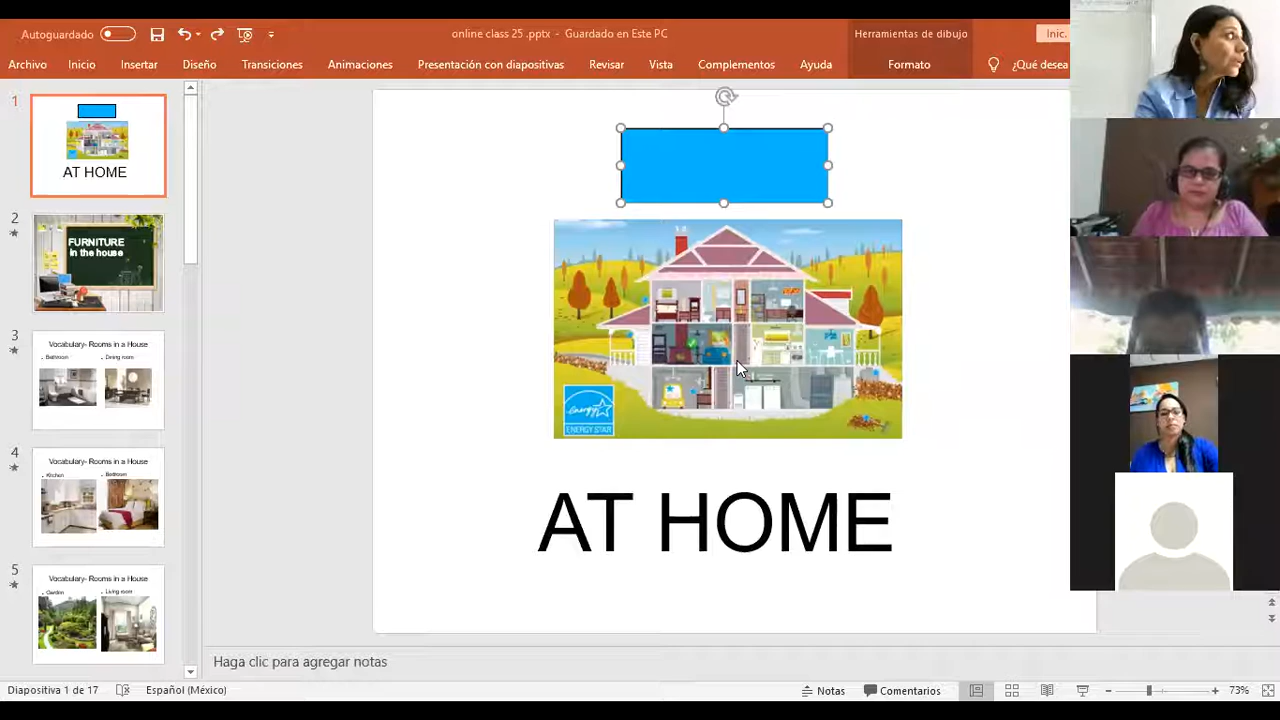 Autoguardado
online class 25 .pptx - Guardado en Este PC
Herramientas de dibujo
Inic.
Archivo
Inicio
Insertar
Diseño
Transiciones
Animaciones
Presentación con diapositivas
Revisar
Vista
Complementos
Ayuda
Formato
¿Qué desea
1
AT HOME
2
FURNITURE
in the house
3
Vocabulary- Rooms in a House
Bathroom
Dining room
4
Vocabulary- Rooms in a House
Kitchen
Bedroom
5
Vocabulary- Rooms in a House
Garden
Living room
energy
ENERGY STAR
AT HOME
Haga clic para agregar notas
Diapositiva 1 de 17
Español (México)
Notas
Comentarios
73%